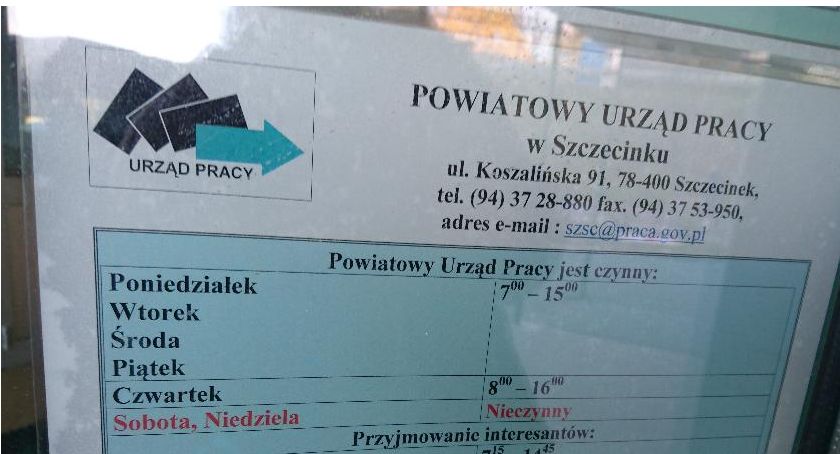 URZĄD PRACY
POWIATOWY URZĄD PRACY
w Szczecinku
ul. Koszalińska 91, 78-400 Szczecinek,
tel. (94) 37 28-880 fax. (94) 37 53-950,
adres e-mail : szsc@praca.gov.pl
Powiatowy Urząd Pracy jest czynny:
Poniedziałek 7⁰⁰ – 15⁰⁰
Wtorek
Środa
Piątek
Czwartek 8⁰⁰ – 16⁰⁰
Sobota, Niedziela Nieczynny
Przyjmowanie interesantów: